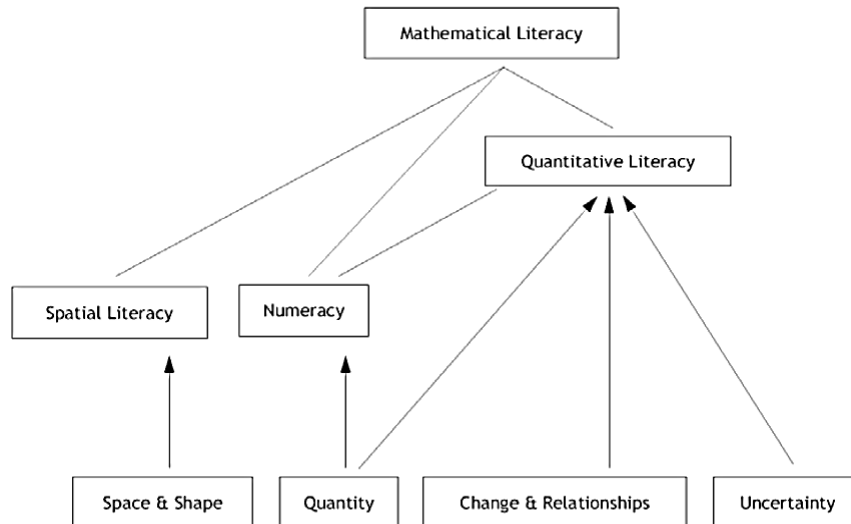 Mathematical Literacy
Quantitative Literacy
Spatial Literacy
Numeracy
Space & Shape
Quantity
Change & Relationships
Uncertainty